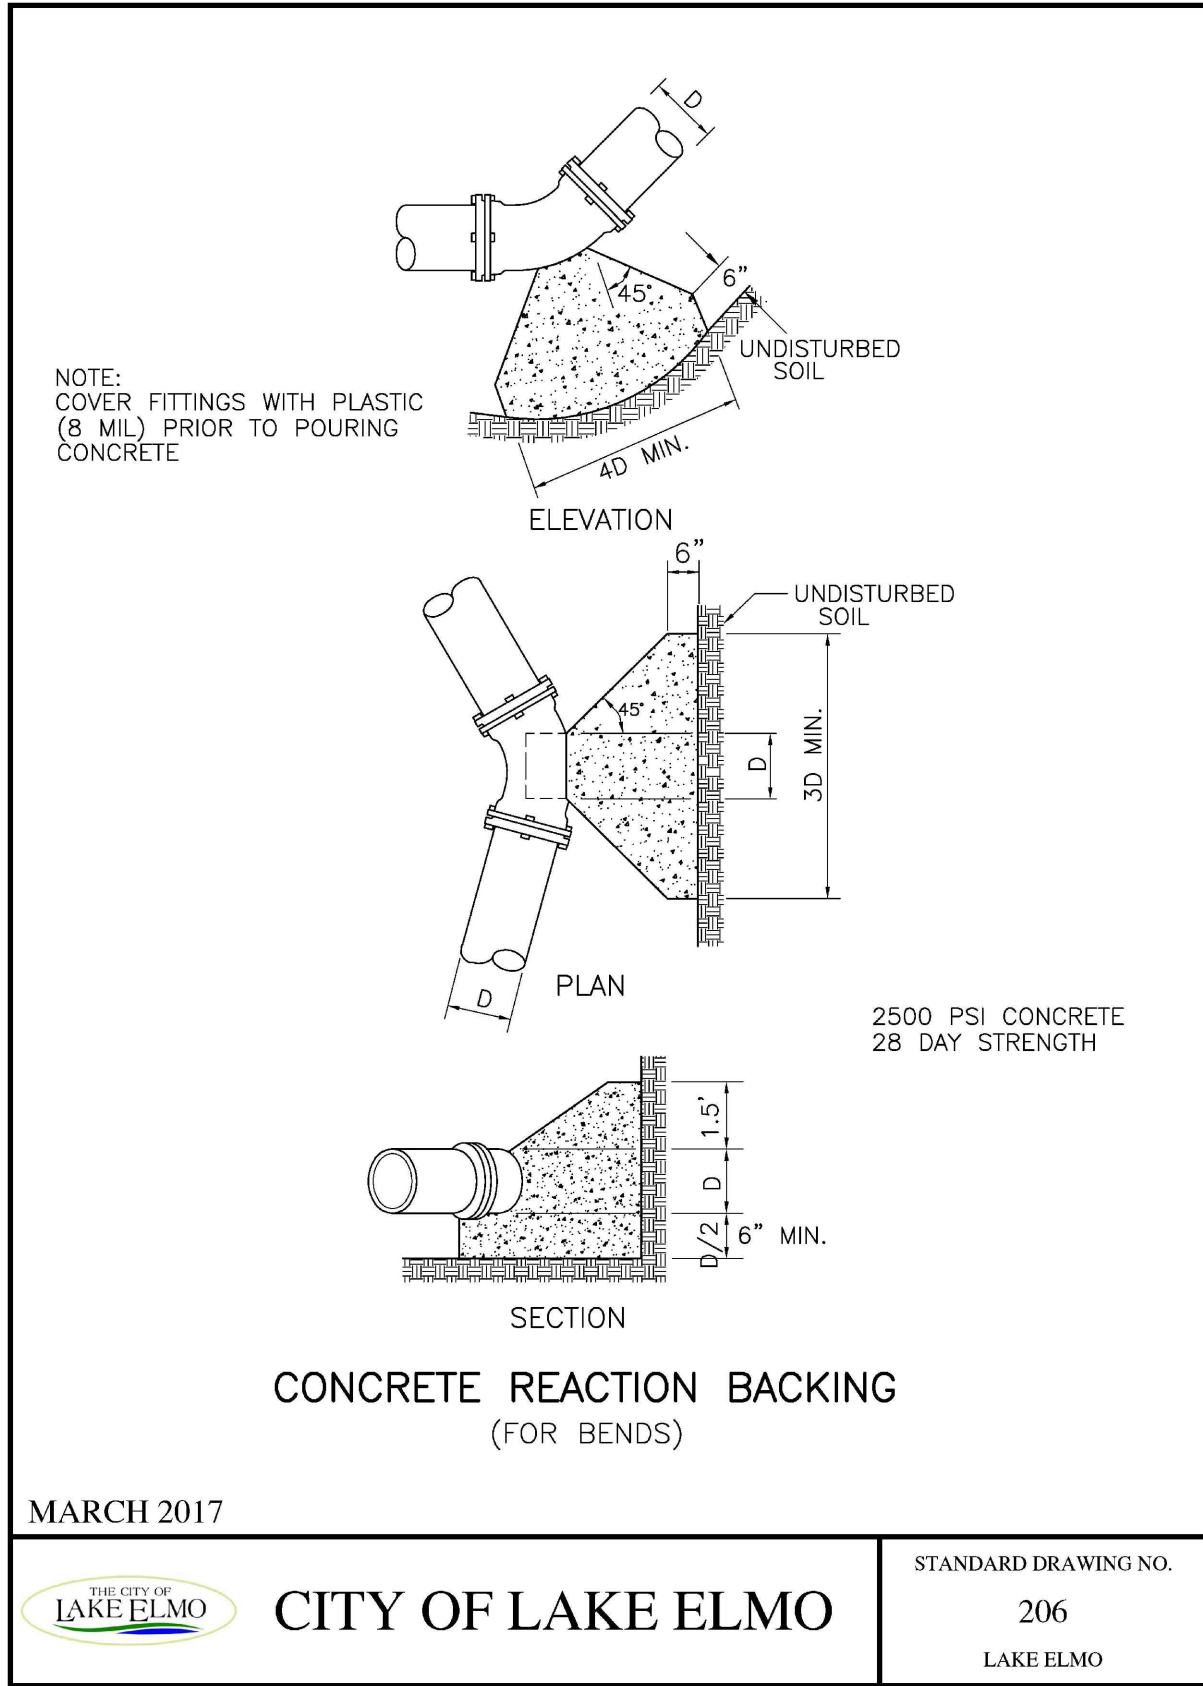 D
6”
45°
UNDISTURBED
SOIL
NOTE:
COVER FITTINGS WITH PLASTIC
(8 MIL) PRIOR TO POURING
CONCRETE
4D MIN.
ELEVATION
6”
UNDISTURBED
SOIL
45°
D
3D MIN.
D
PLAN
2500 PSI CONCRETE
28 DAY STRENGTH
1.5'
D
D/2
6” MIN.
SECTION
CONCRETE REACTION BACKING
(FOR BENDS)
MARCH 2017
THE CITY OF
LAKE ELMO
CITY OF LAKE ELMO
STANDARD DRAWING NO.
206
LAKE ELMO